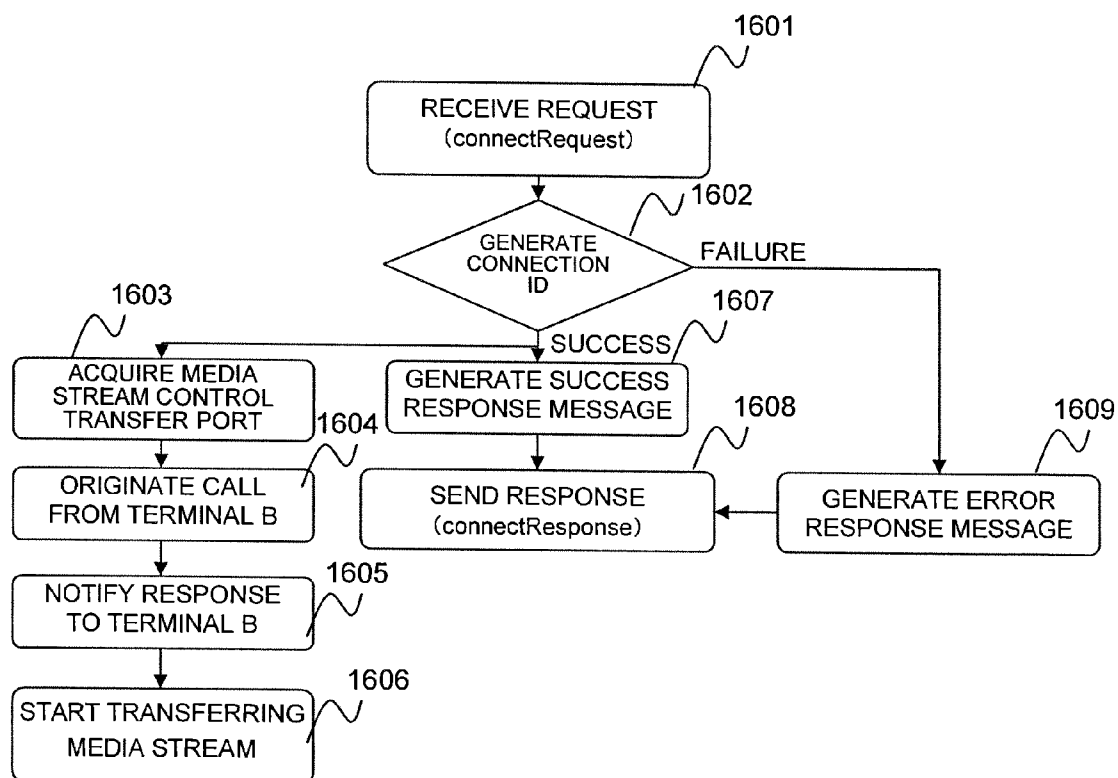 1601
RECEIVE REQUEST
(connectRequest)
1602
GENERATE
CONNECTION
ID
FAILURE
1603
1607
SUCCESS
ACQUIRE MEDIA
STREAM CONTROL
TRANSFER PORT
GENERATE SUCCESS
RESPONSE MESSAGE
1604
1608
1609
ORIGINATE CALL
FROM TERMINAL B
SEND RESPONSE
(connectResponse)
GENERATE ERROR
RESPONSE MESSAGE
1605
NOTIFY RESPONSE
TO TERMINAL B
1606
START TRANSFERRING
MEDIA STREAM